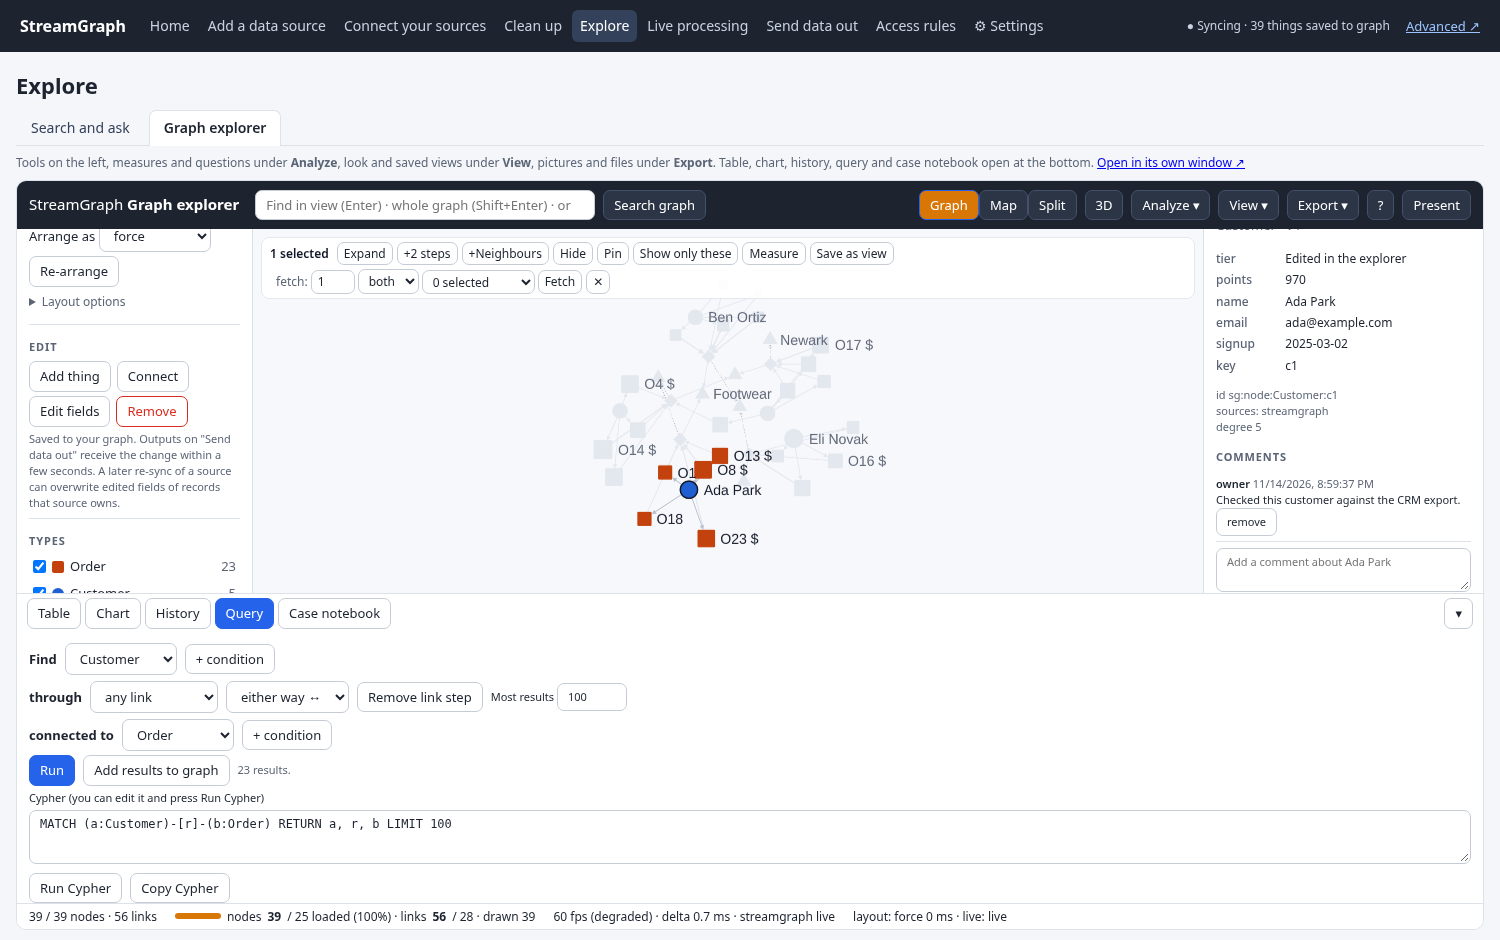 StreamGraph Home Add a data source Connect your sources Clean up Explore Live processing Send data out Access rules ⚙ Settings ● Syncing · 39 things saved to graph Advanced ↗
Explore
Search and ask Graph explorer
Tools on the left, measures and questions under Analyze, look and saved views under View, pictures and files under Export. Table, chart, history, query and case notebook open at the bottom. Open in its own window ↗
StreamGraph Graph explorer Find in view (Enter) · whole graph (Shift+Enter) · or Search graph Graph Map Split 3D Analyze ▾ View ▾ Export ▾ ? Present
Arrange as force
Re-arrange
▶ Layout options
EDIT
Add thing Connect
Edit fields Remove
Saved to your graph. Outputs on "Send
data out" receive the change within a
few seconds. A later re-sync of a source
can overwrite edited fields of records
that source owns.
TYPES
Order 23
Customer 5
1 selected Expand +2 steps +Neighbours Hide Pin Show only these Measure Save as view
fetch: 1 both 0 selected Fetch ✕
Ben Ortiz
Newark
O17 $
O4 $
Footwear
Eli Novak
O14 $
O13 $
O16 $
O1
O8 $
Ada Park
O18
O23 $
tier Edited in the explorer
points 970
name Ada Park
email ada@example.com
signup 2025-03-02
key c1
id sg:node:Customer:c1
sources: streamgraph
degree 5
COMMENTS
owner 11/14/2026, 8:59:37 PM
Checked this customer against the CRM export.
remove
Add a comment about Ada Park
Table Chart History Query Case notebook ▾
Find Customer + condition
through any link either way ↔ Remove link step Most results 100
connected to Order + condition
Run Add results to graph 23 results.
Cypher (you can edit it and press Run Cypher)
MATCH (a:Customer)-[r]-(b:Order) RETURN a, r, b LIMIT 100
Run Cypher Copy Cypher
39 / 39 nodes · 56 links nodes 39 / 25 loaded (100%) · links 56 / 28 · drawn 39 60 fps (degraded) · delta 0.7 ms · streamgraph live layout: force 0 ms · live: live